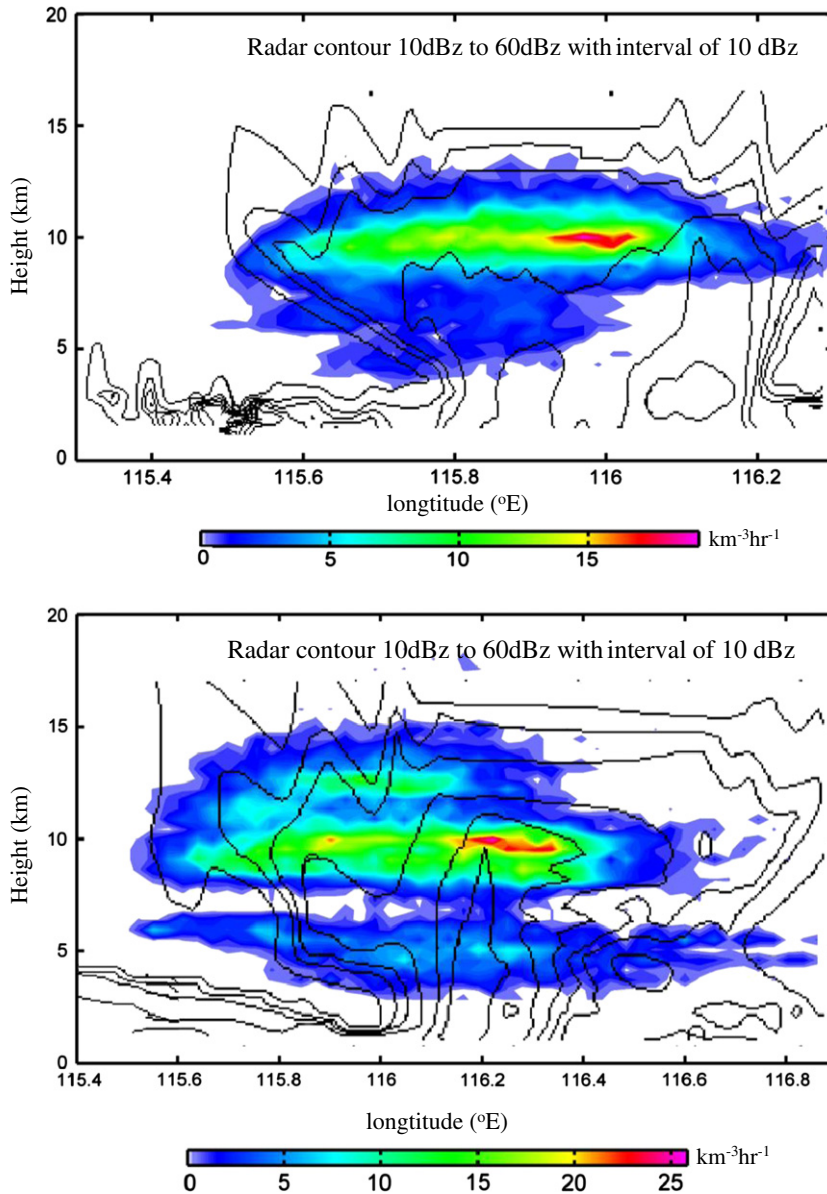 20
Radar contour 10dBz to 60dBz with interval of 10 dBz
15
Height (km)
10
5
0
115.4 115.6 115.8 116 116.2
longtitude (ᵒE)
0 5 10 15 km⁻³hr⁻¹
20
Radar contour 10dBz to 60dBz with interval of 10 dBz
15
Height (km)
10
5
0
115.4 115.6 115.8 116 116.2 116.4 116.6 116.8
longtitude (ᵒE)
0 5 10 15 20 25 km⁻³hr⁻¹